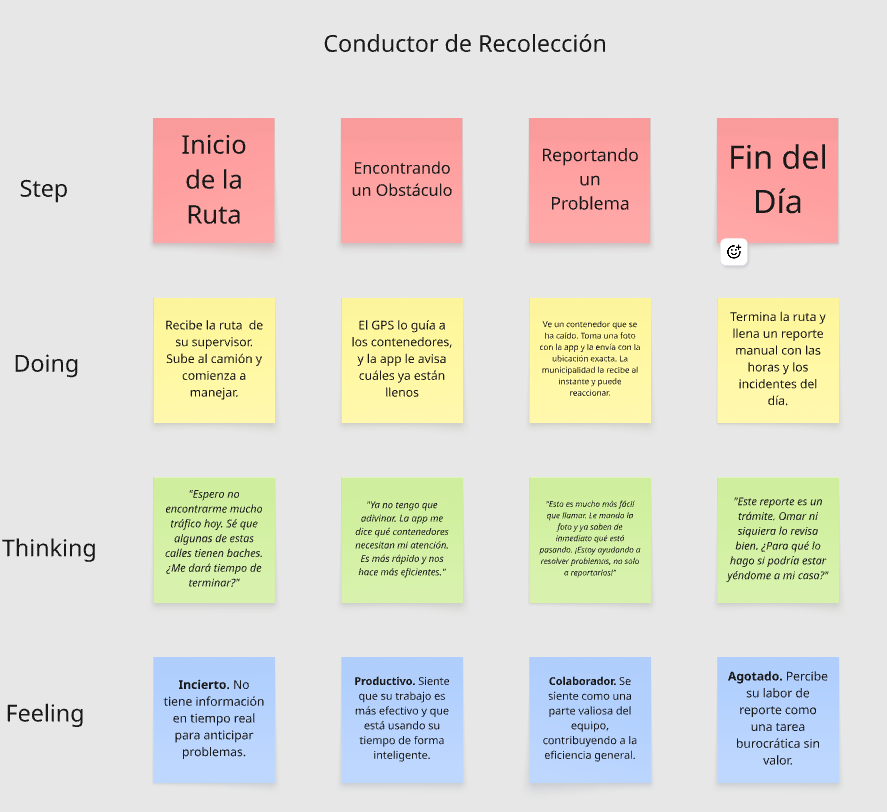 Conductor de Recolección
Step
Inicio
de la
Ruta
Encontrando
un Obstáculo
Reportando
un
Problema
Fin del
Día
Doing
Recibe la ruta  de
su supervisor.
Sube al camión y
comienza a
manejar.
El GPS lo guía a
los contenedores,
y la app le avisa
cuáles ya están
llenos
Ve un contenedor que se
ha caído. Toma una foto
con la app y la envía con la
ubicación exacta. La
municipalidad la recibe al
instante y puede
reaccionar.
Termina la ruta y
llena un reporte
manual con las
horas y los
incidentes del
día.
Thinking
"Espero no
encontrarme mucho
tráfico hoy. Sé que
algunas de estas
calles tienen baches.
¿Me dará tiempo de
terminar?"
"Ya no tengo que
adivinar. La app me
dice qué contenedores
necesitan mi atención.
Es más rápido y nos
hace más eficientes."
"Esto es mucho más fácil
que llamar. Le mando la
foto y ya saben de
inmediato qué está
pasando. ¡Estoy ayudando a
resolver problemas, no solo
a reportarlos!"
"Este reporte es un
trámite. Omar ni
siquiera lo revisa
bien. ¿Para qué lo
hago si podría estar
yéndome a mi casa?"
Feeling
Incierto. No
tiene información
en tiempo real
para anticipar
problemas.
Productivo. Siente
que su trabajo es
más efectivo y que
está usando su
tiempo de forma
inteligente.
Colaborador. Se
siente como una
parte valiosa del
equipo,
contribuyendo a la
eficiencia general.
Agotado. Percibe
su labor de
reporte como
una tarea
burocrática sin
valor.